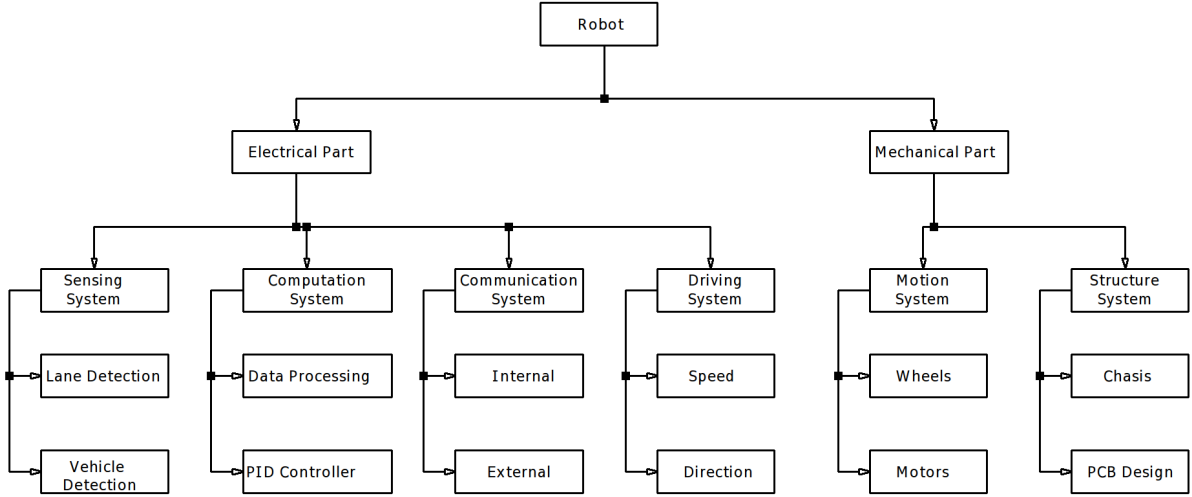 Robot
Electrical Part
Mechanical Part
Sensing
System
Computation
System
Communication
System
Driving
System
Motion
System
Structure
System
Lane Detection
Data Processing
Internal
Speed
Wheels
Chasis
Vehicle
Detection
PID Controller
External
Direction
Motors
PCB Design